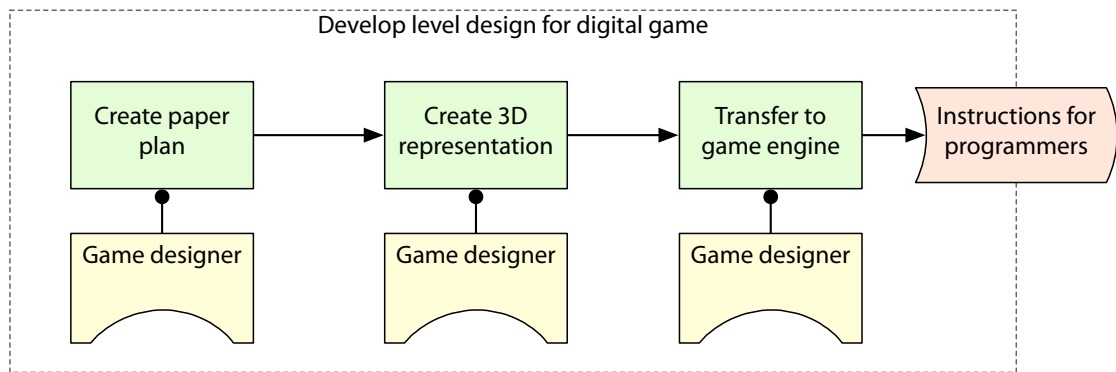 Develop level design for digital game
Create paper
plan
Create 3D
representation
Transfer to
game engine
Instructions for
programmers
Game designer
Game designer
Game designer